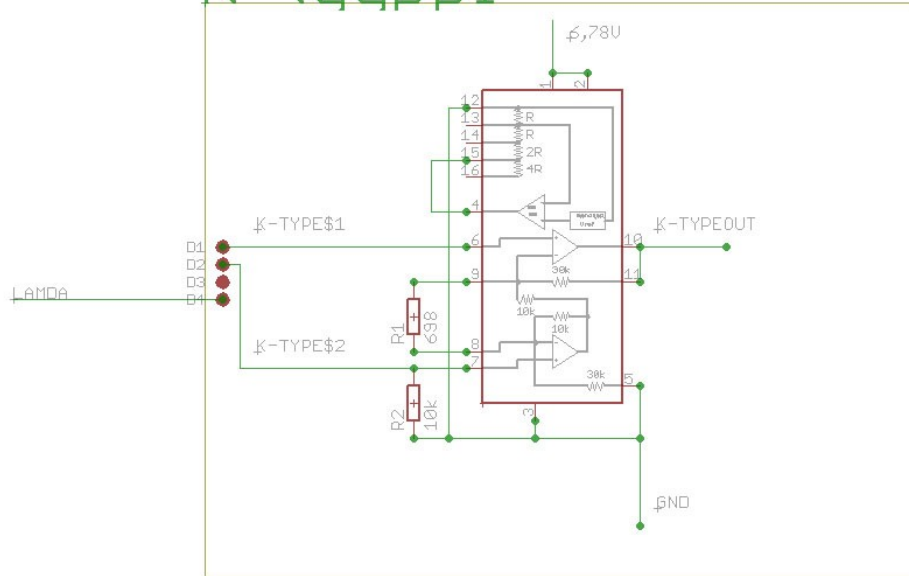 K-Tyyppi
6,78V
1
2
12
13
14
15
16
R
R
2R
4R
4
K-TYPE$1
K-TYPEOUT
D1
6
10
D2
9
30k
11
D3
LAMDA
D4
10k
R1
698
10k
K-TYPE$2
8
7
30k
5
R2
10k
3
GND